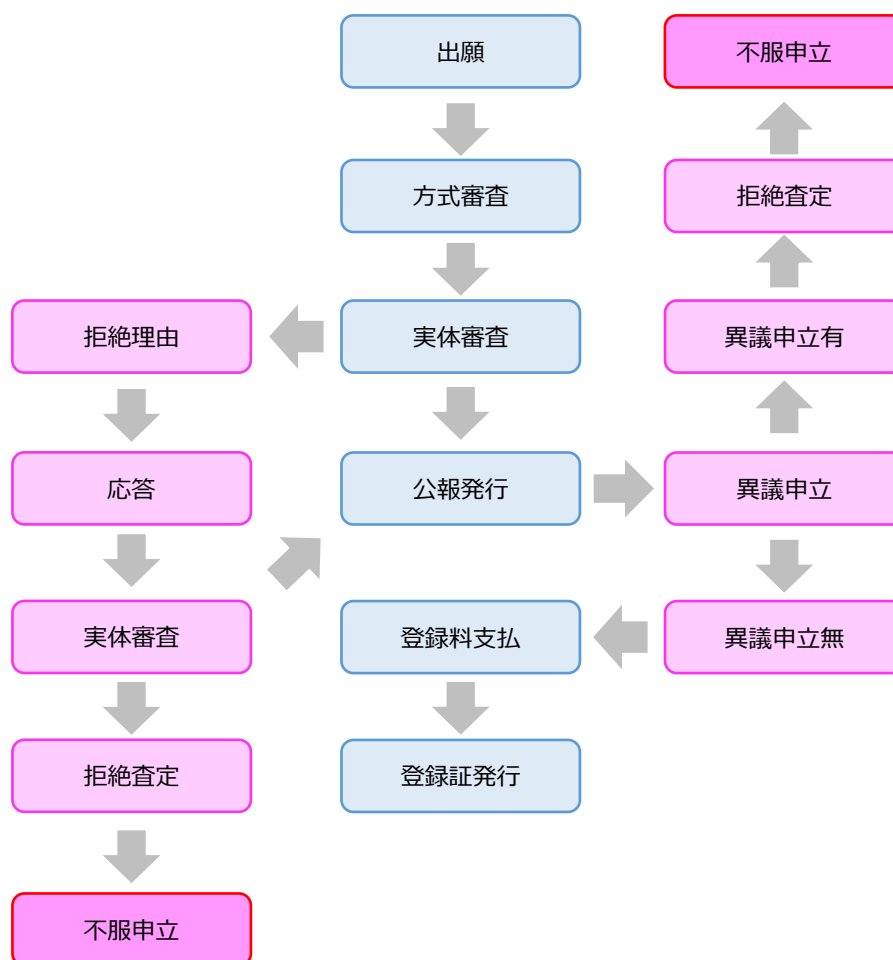 出願
不服申立
方式審査
拒絶査定
拒絶理由
実体審査
異議申立有
応答
公報発行
異議申立
実体審査
登録料支払
異議申立無
拒絶査定
登録証発行
不服申立